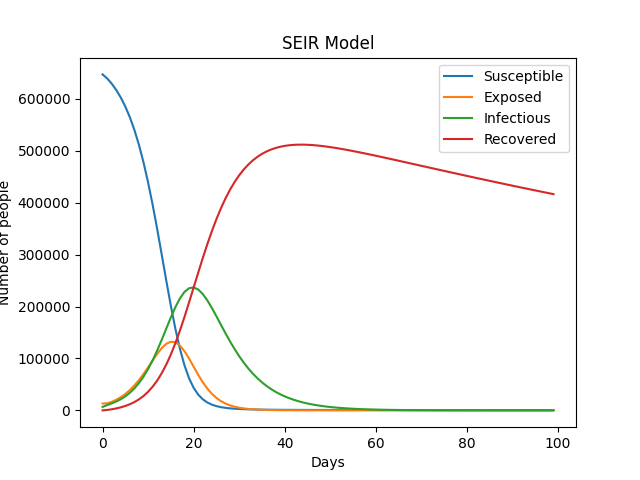 SEIR Model
Susceptible
Exposed
Infectious
Recovered
600000
500000
400000
300000
200000
100000
0
Number of people
0 20 40 60 80 100
Days